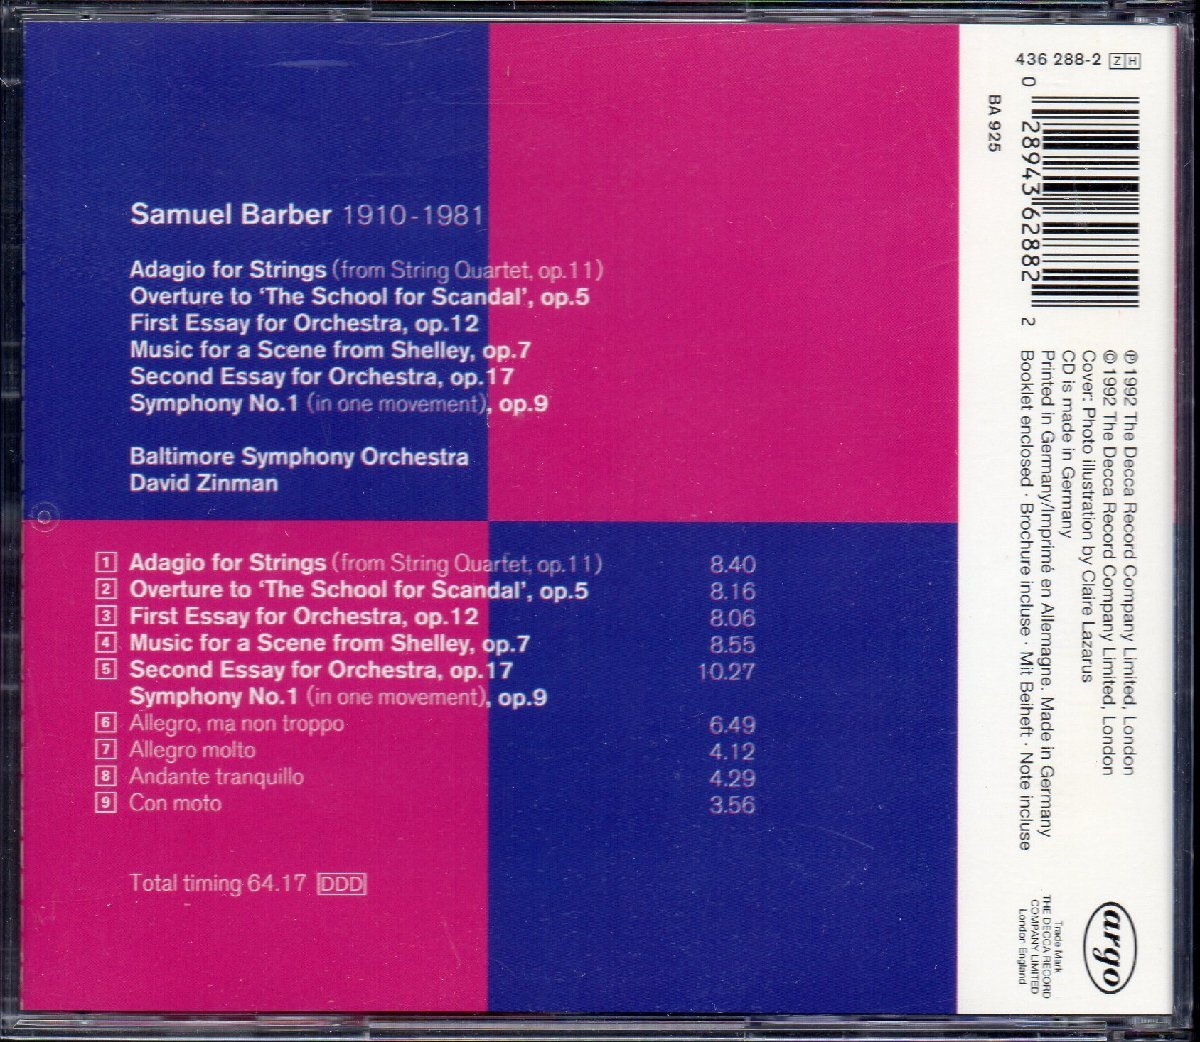 Samuel Barber 1910-1981
Adagio for Strings (from String Quartet, op.11)
Overture to ‘The School for Scandal’, op.5
First Essay for Orchestra, op.12
Music for a Scene from Shelley, op.7
Second Essay for Orchestra, op.17
Symphony No.1 (in one movement), op.9
Baltimore Symphony Orchestra
David Zinman
1 Adagio for Strings (from String Quartet, op.11) 8.40
2 Overture to ‘The School for Scandal’, op.5 8.16
3 First Essay for Orchestra, op.12 8.06
4 Music for a Scene from Shelley, op.7 8.55
5 Second Essay for Orchestra, op.17 10.27
Symphony No.1 (in one movement), op.9
6 Allegro, ma non troppo 6.49
7 Allegro molto 4.12
8 Andante tranquillo 4.29
9 Con moto 3.56
Total timing 64.17 DDD
436 288-2 ZH
0 28943 62882 2
BA 925
℗ 1992 The Decca Record Company Limited, London
© 1992 The Decca Record Company Limited, London
Cover: Photo illustration by Claire Lazarus
CD is made in Germany
Printed in Germany/Imprimé en Allemagne. Made in Germany
Booklet enclosed · Brochure incluse · Mit Beiheft · Note incluse
argo
Trade Mark
THE DECCA RECORD
COMPANY LIMITED
London England